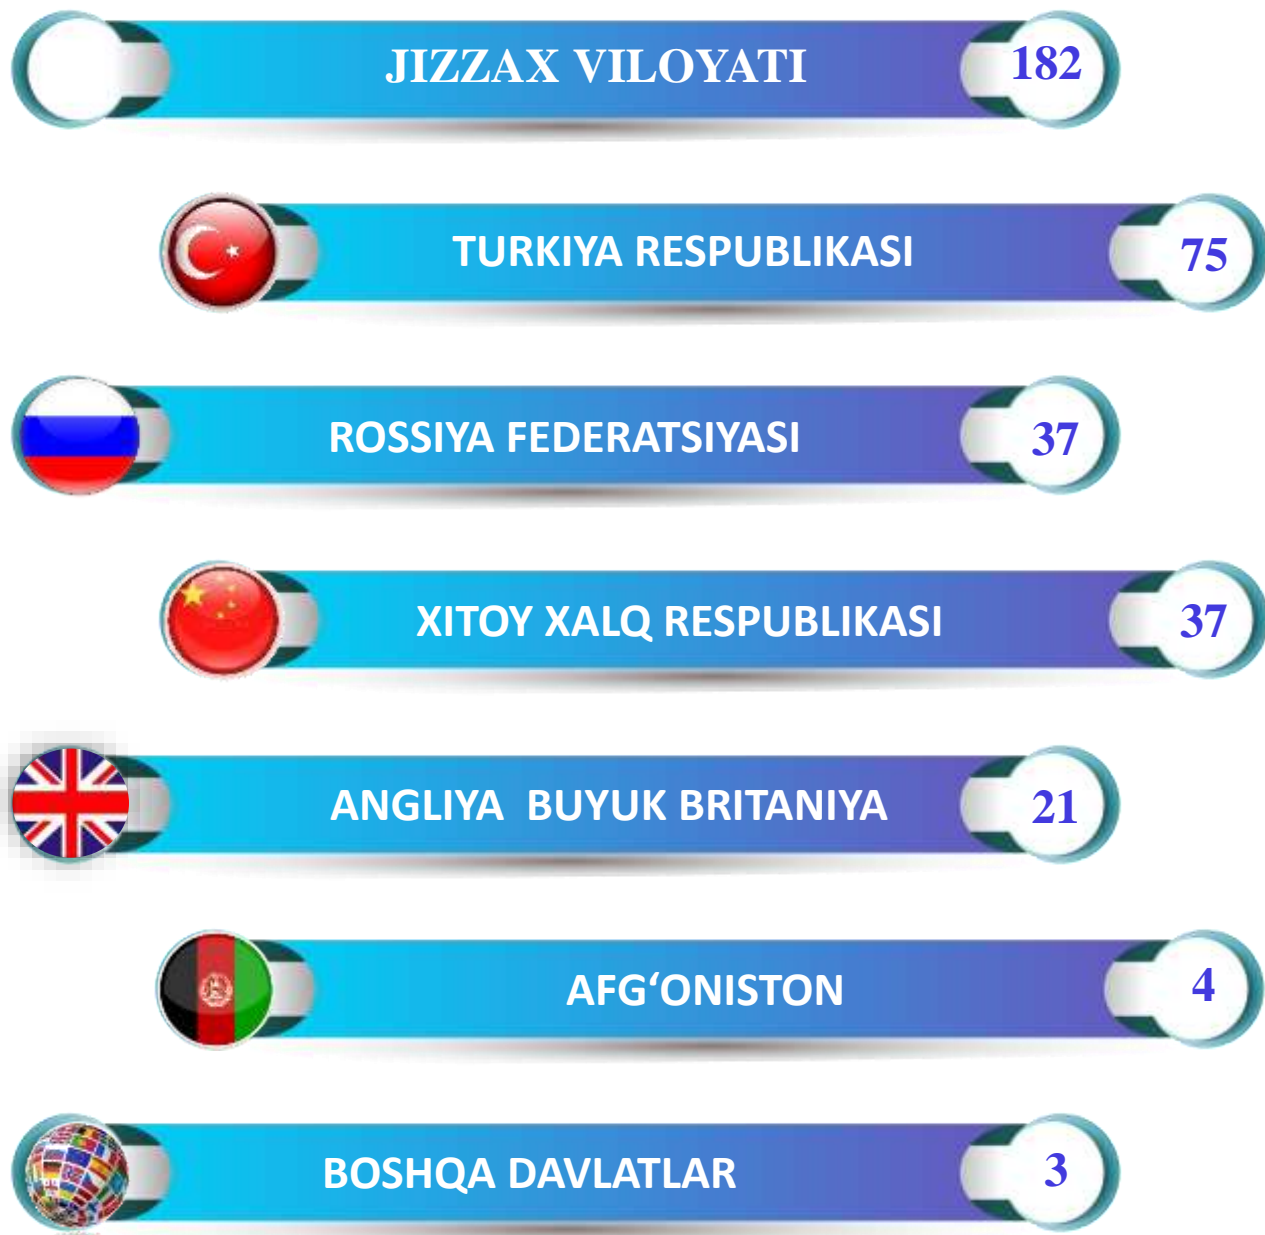 JIZZAX VILOYATI 182
TURKIYA RESPUBLIKASI 75
ROSSIYA FEDERATSIYASI 37
XITOY XALQ RESPUBLIKASI 37
ANGLIYA  BUYUK BRITANIYA 21
AFG‘ONISTON 4
BOSHQA DAVLATLAR 3